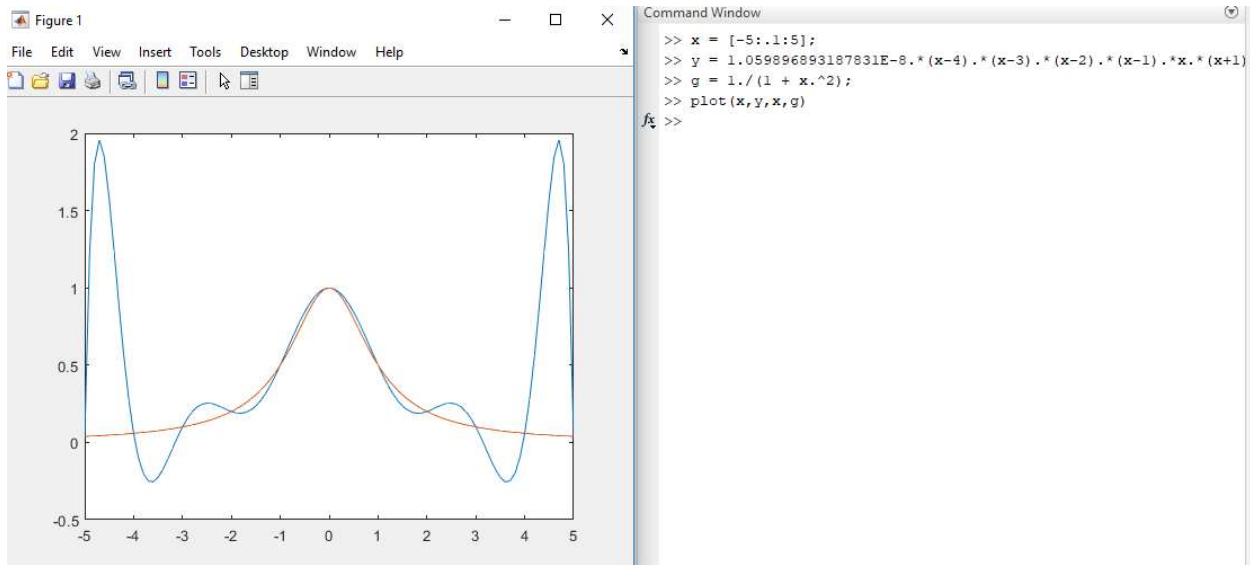 Figure 1
File Edit View Insert Tools Desktop Window Help
2
1.5
1
0.5
0
-0.5
-5 -4 -3 -2 -1 0 1 2 3 4 5
Command Window
>> x = [-5:.1:5];
>> y = 1.059896893187831E-8.*(x-4).*(x-3).*(x-2).*(x-1).*x.*(x+1)
>> g = 1./(1 + x.^2);
>> plot(x,y,x,g)
fx >>